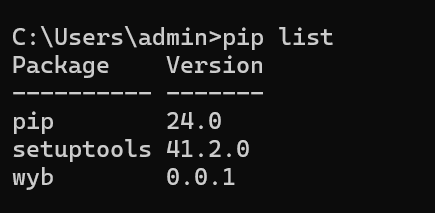 C:\Users\admin>pip list
Package    Version
---------- -------
pip        24.0
setuptools 41.2.0
wyb        0.0.1